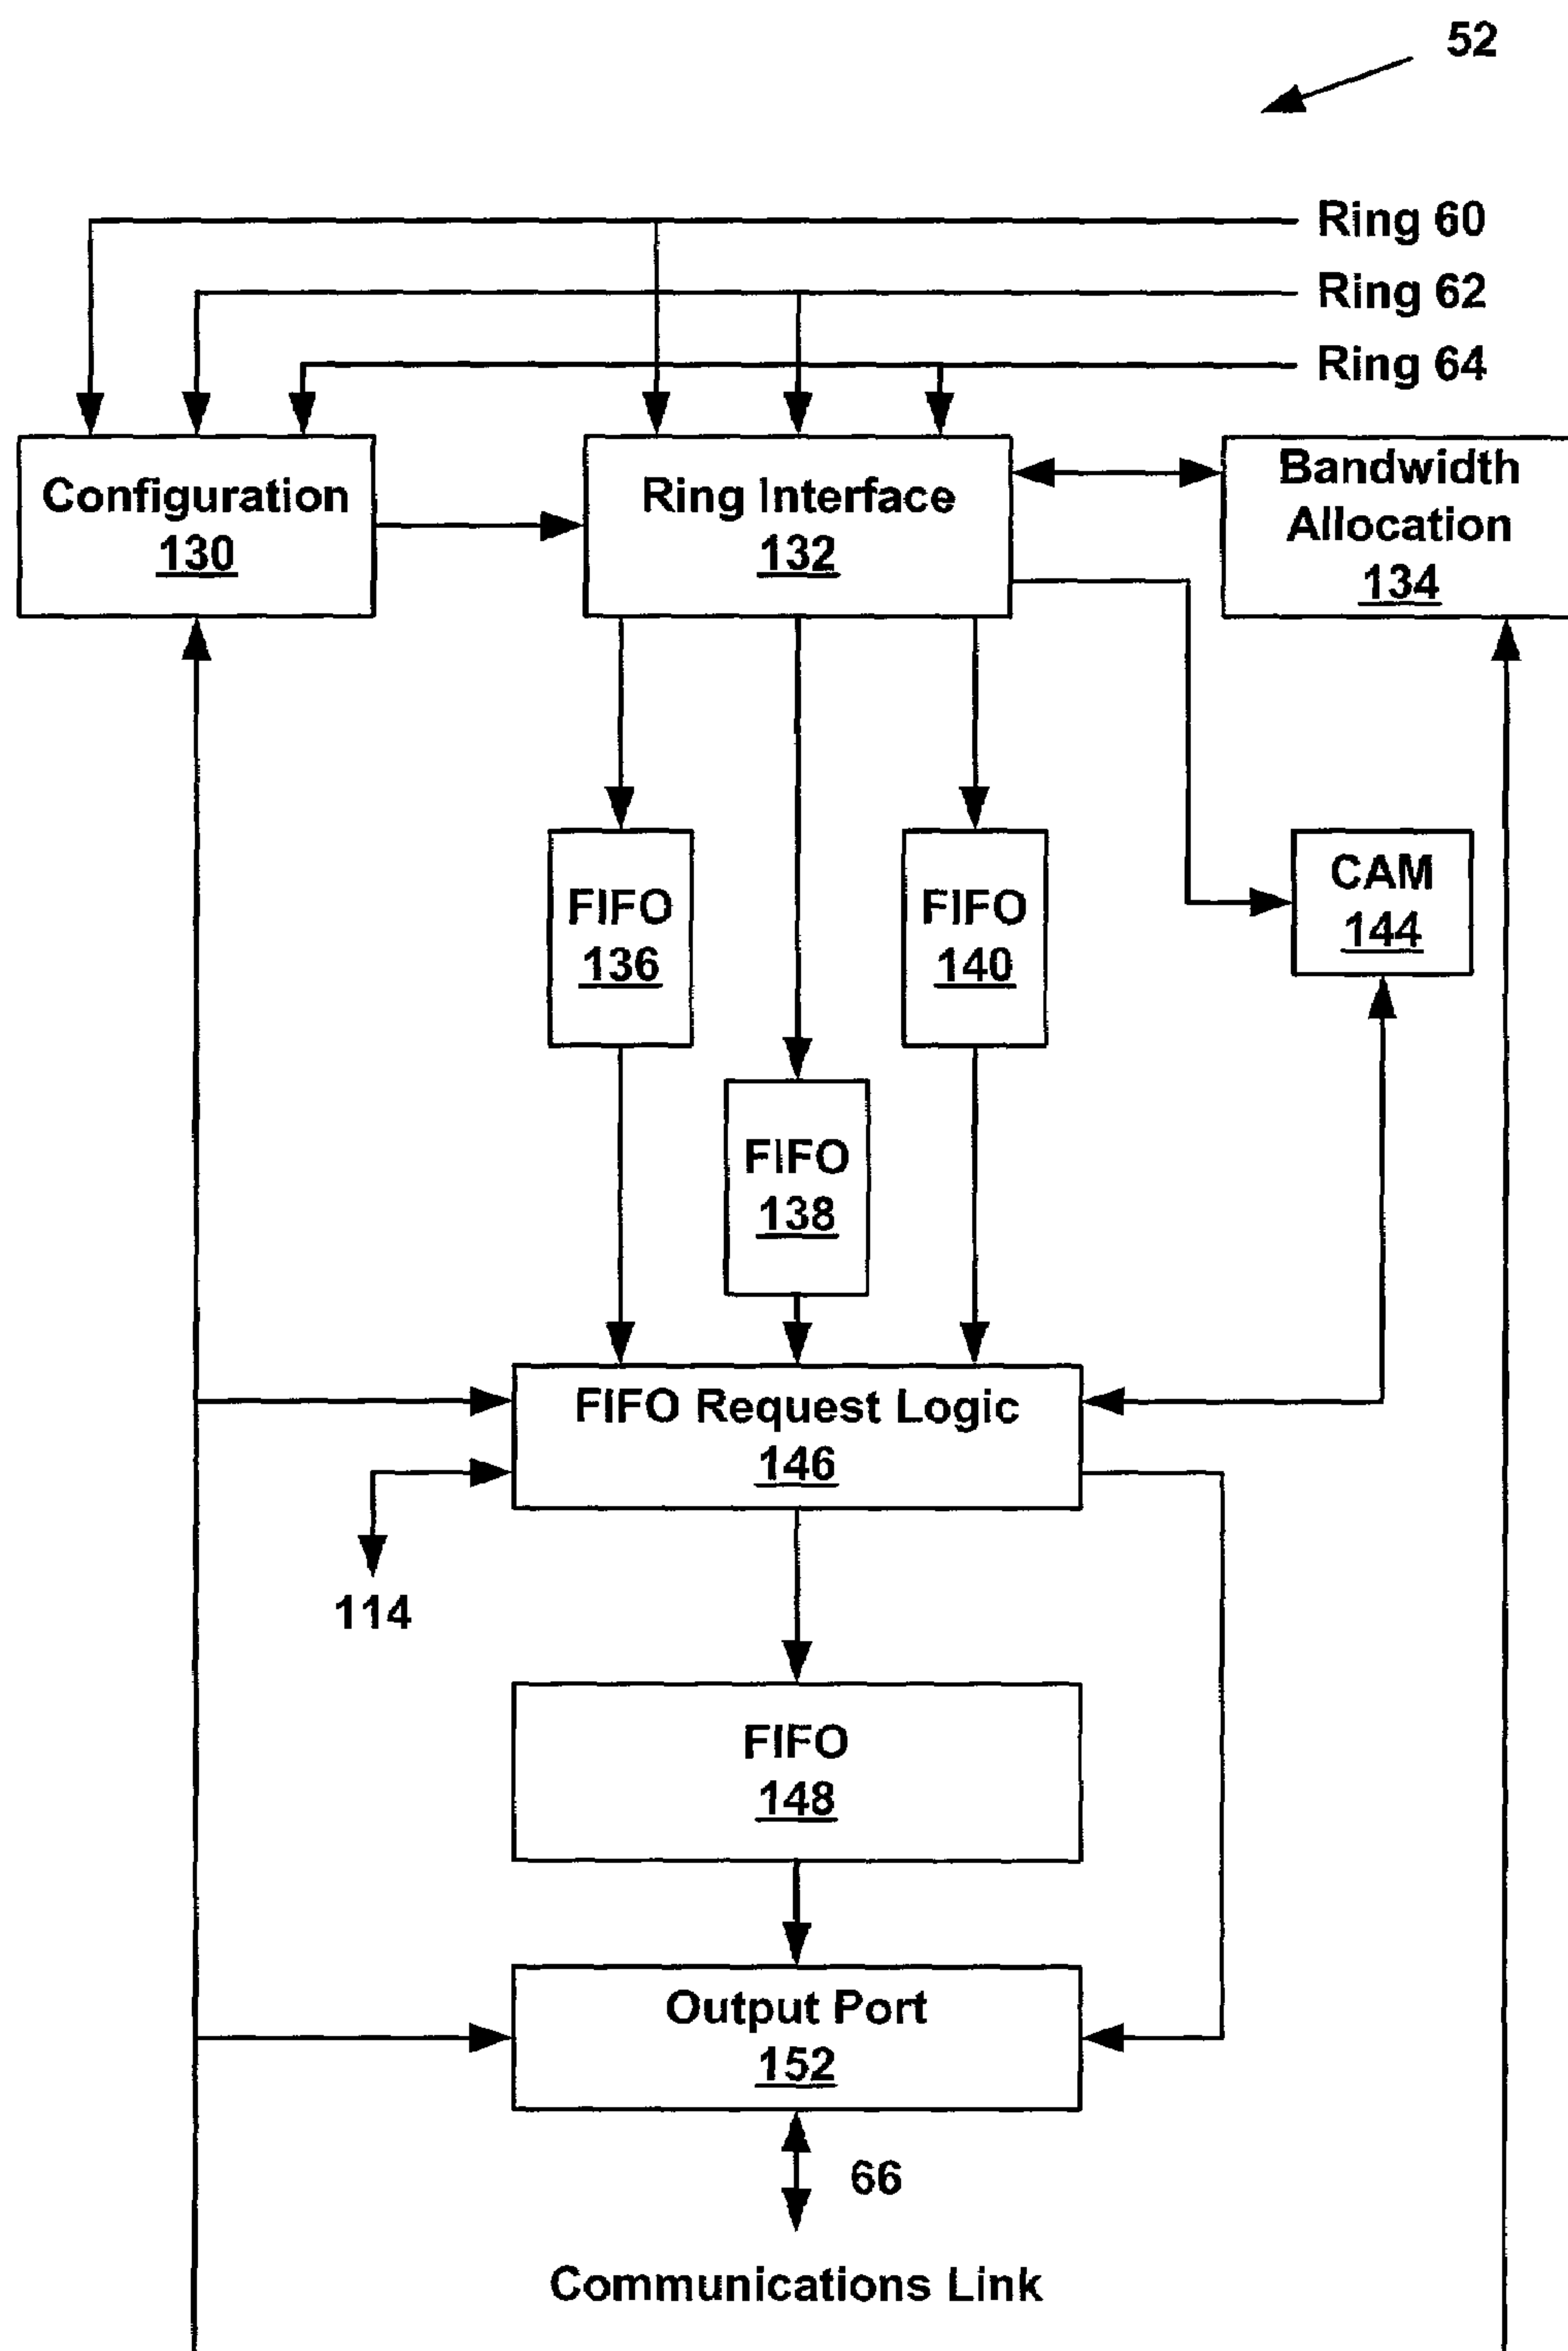 52
Ring 60
Ring 62
Ring 64
Configuration
130
Ring Interface
132
Bandwidth
Allocation
134
FIFO
136
FIFO
140
CAM
144
FIFO
138
FIFO Request Logic
146
114
FIFO
148
Output Port
152
66
Communications Link